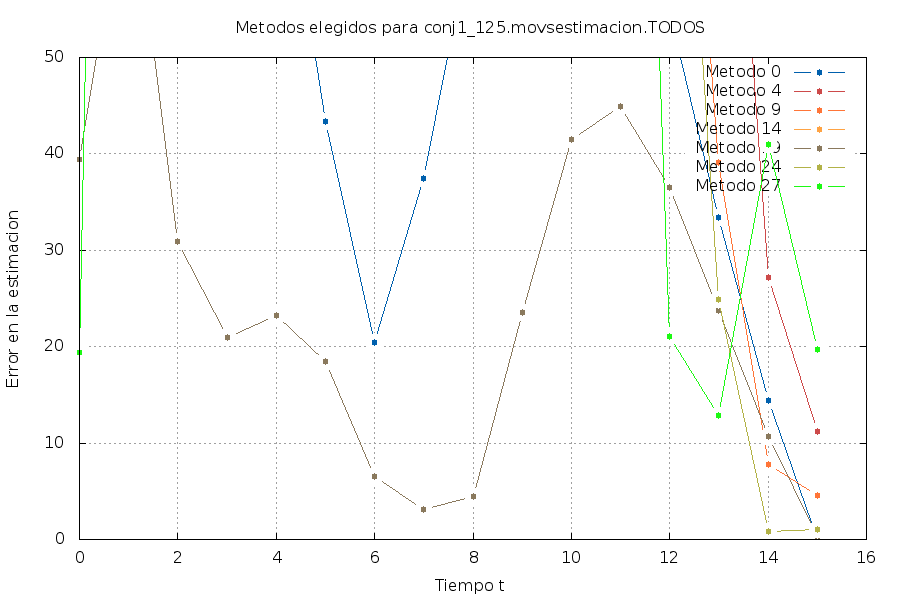 Metodos elegidos para conj1_125.movsestimacion.TODOS
50
40
30
20
10
0
Error en la estimacion
0 2 4 6 8 10 12 14 16
Tiempo t
Metodo 0
Metodo 4
Metodo 9
Metodo 14
Metodo 9
Metodo 24
Metodo 27